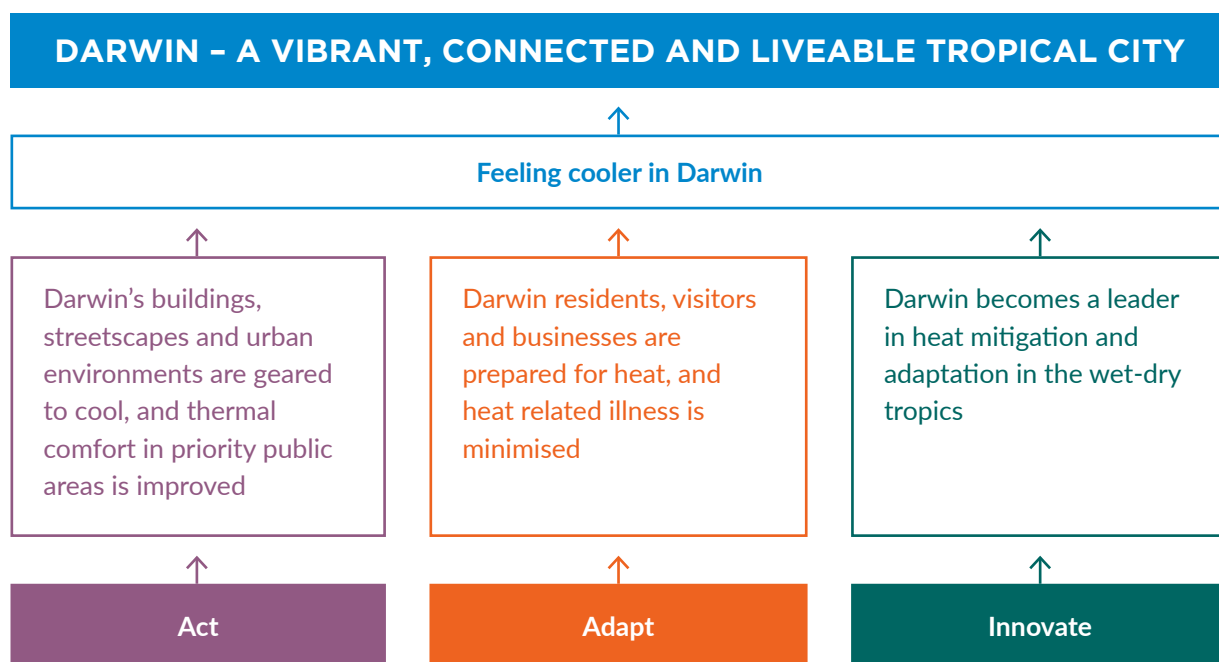 DARWIN – A VIBRANT, CONNECTED AND LIVEABLE TROPICAL CITY
Feeling cooler in Darwin
Darwin’s buildings,
streetscapes and urban
environments are geared
to cool, and thermal
comfort in priority public
areas is improved
Darwin residents, visitors
and businesses are
prepared for heat, and
heat related illness is
minimised
Darwin becomes a leader
in heat mitigation and
adaptation in the wet-dry
tropics
Act
Adapt
Innovate